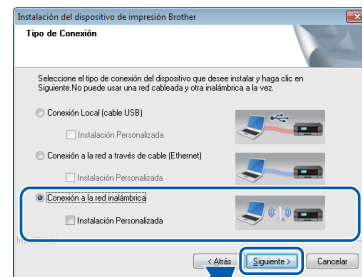 Instalación del dispositivo de impresión Brother
Tipo de Conexión
Seleccione el tipo de conexión del dispositivo que desee instalar y haga clic en
Siguiente.No puede usar una red cableada y otra inalámbrica a la vez.
Conexión Local (cable USB)
Instalación Personalizada
Conexión a la red a través de cable (Ethernet)
Instalación Personalizada
Conexión a la red inalámbrica
Instalación Personalizada
< Atrás
Siguiente >
Cancelar